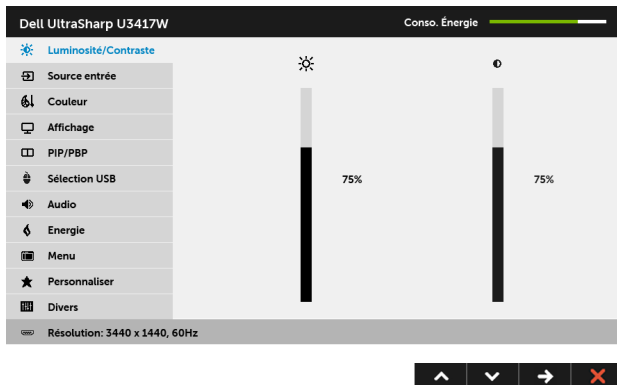 Dell UltraSharp U3417W
Conso. Énergie
Luminosité/Contraste
Source entrée
Couleur
Affichage
PIP/PBP
Sélection USB
Audio
Energie
Menu
Personnaliser
Divers
75%
75%
Résolution: 3440 x 1440, 60Hz